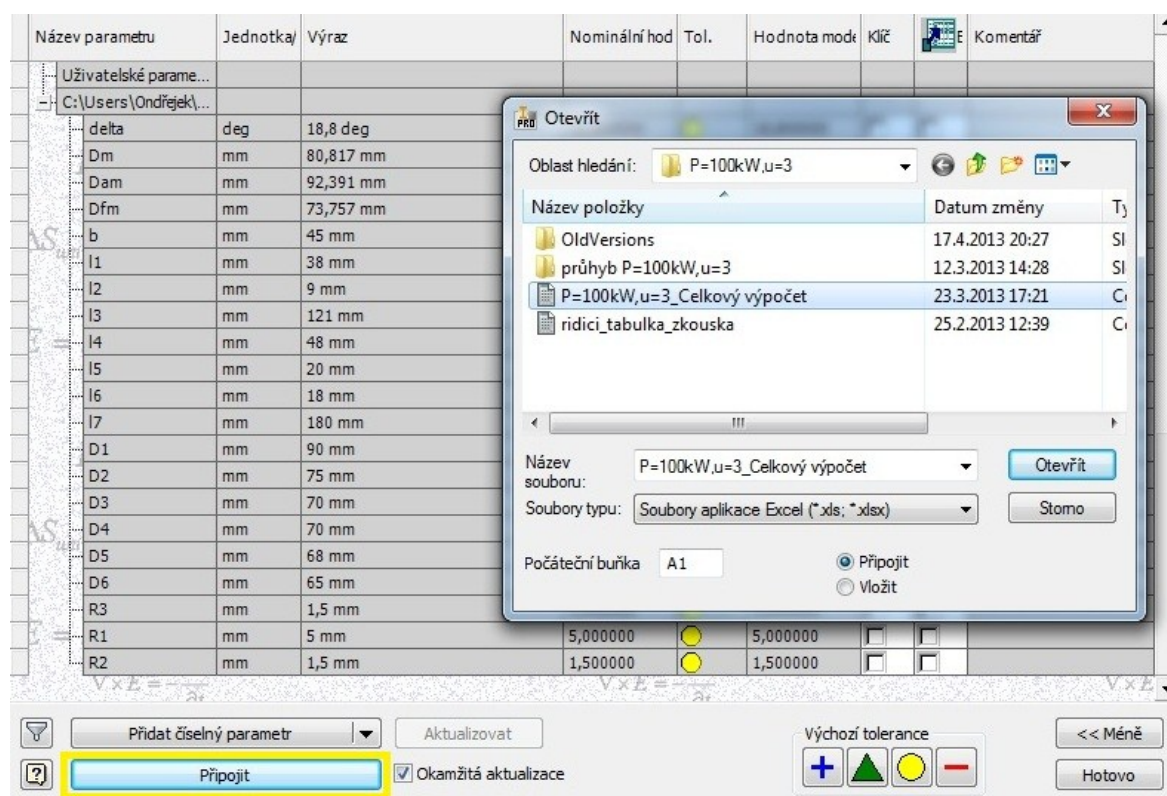 Název parametru Jednotka/ Výraz Nominální hod Tol. Hodnota mode Klíč E Komentář
Uživatelské parame...
C:\Users\Ondřejek\...
delta deg 18,8 deg
Dm mm 80,817 mm
Dam mm 92,391 mm
Dfm mm 73,757 mm
b mm 45 mm
l1 mm 38 mm
l2 mm 9 mm
l3 mm 121 mm
l4 mm 48 mm
l5 mm 20 mm
l6 mm 18 mm
l7 mm 180 mm
D1 mm 90 mm
D2 mm 75 mm
D3 mm 70 mm
D4 mm 70 mm
D5 mm 68 mm
D6 mm 65 mm
R3 mm 1,5 mm
R1 mm 5 mm 5,000000 5,000000
R2 mm 1,5 mm 1,500000 1,500000
PRO Otevřít
Oblast hledání: P=100kW,u=3
Název položky Datum změny Ty
OldVersions 17.4.2013 20:27 Sl
průhyb P=100kW,u=3 12.3.2013 14:28 Sl
P=100kW,u=3_Celkový výpočet 23.3.2013 17:21
ridici_tabulka_zkouska 25.2.2013 12:39
Název souboru: P=100kW,u=3_Celkový výpočet Otevřít
Soubory typu: Soubory aplikace Excel (*.xls; *.xlsx) Storno
Počáteční buňka A1 Připojit
Vložit
Přidat číselný parametr Aktualizovat Výchozí tolerance << Méně
Připojit Okamžitá aktualizace Hotovo